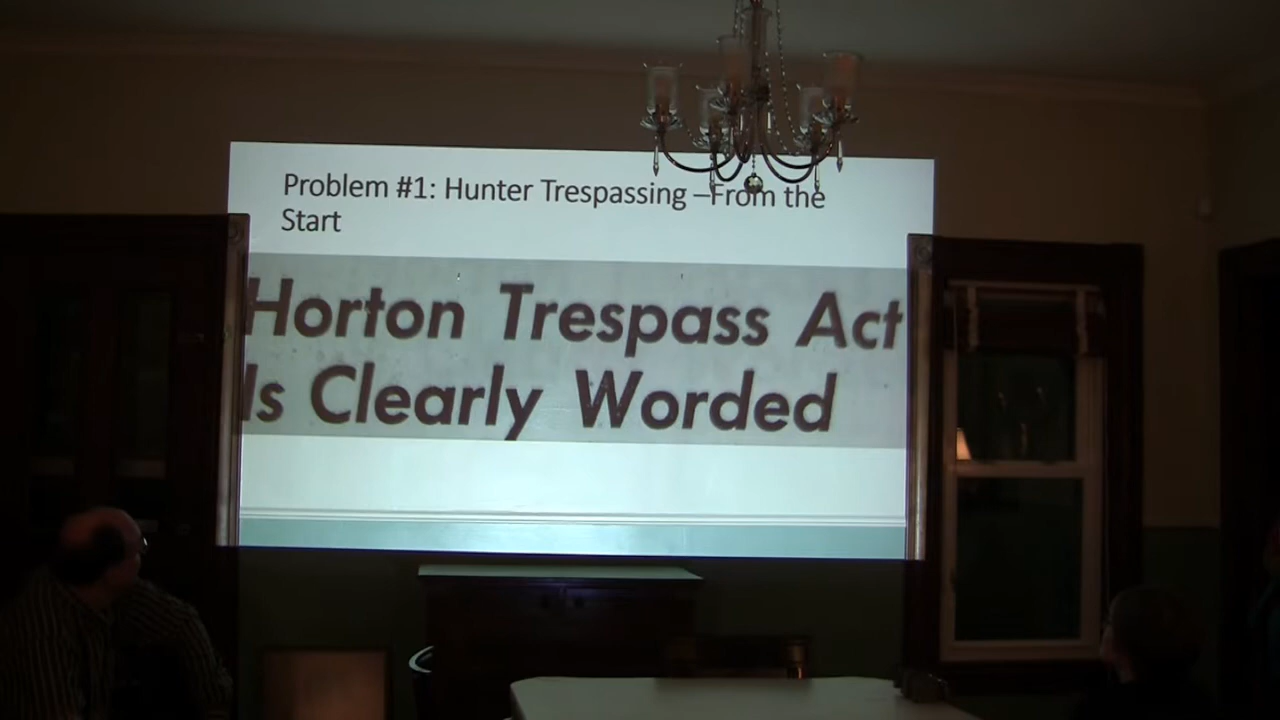 Problem #1: Hunter Trespassing –From the
Start
Horton Trespass Act
Is Clearly Worded